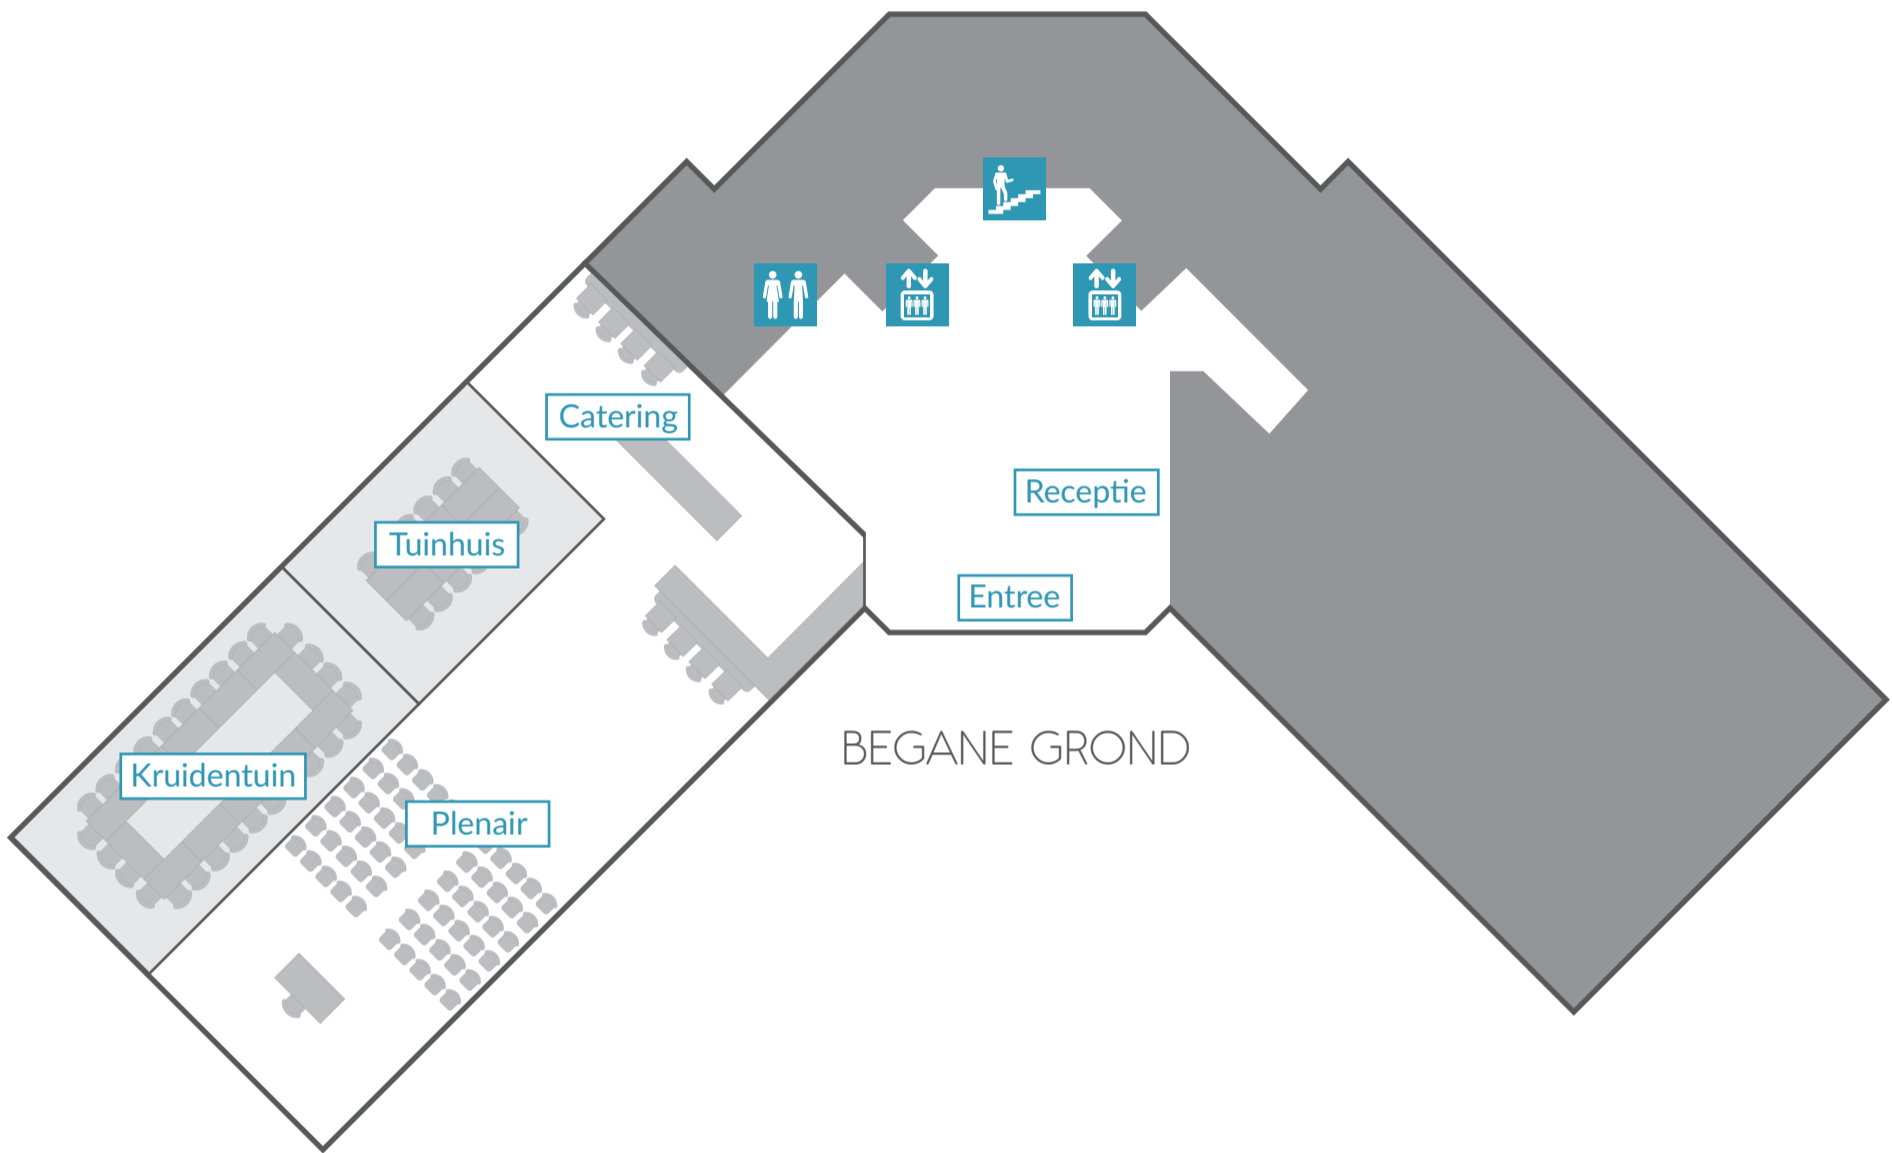 Catering
Receptie
Tuinhuis
Entree
BEGANE GROND
Kruidentuin
Plenair